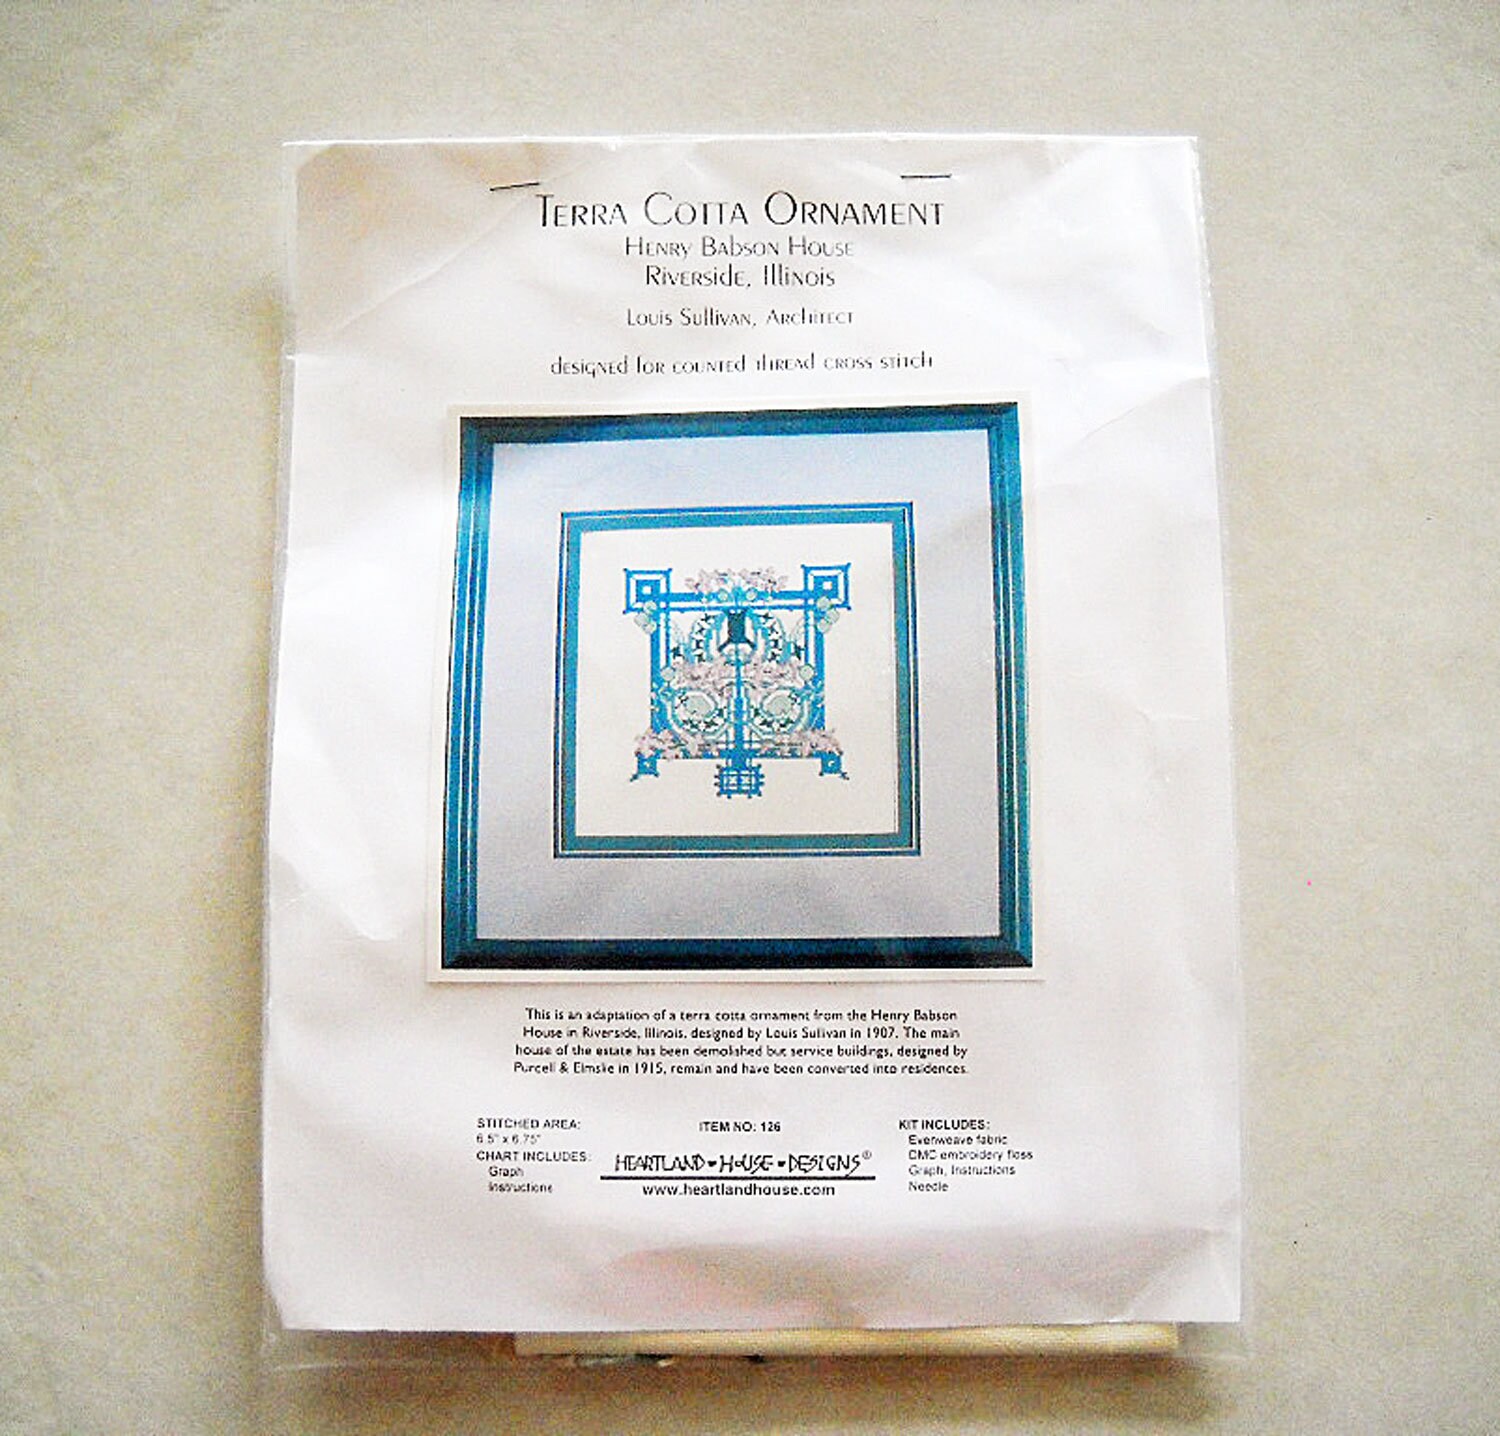 TERRA COTTA ORNAMENT
HENRY BABSON HOUSE
RIVERSIDE, ILLINOIS
LOUIS SULLIVAN, ARCHITECT
designed for counted thread cross stitch
This is an adaptation of a terra cotta ornament from the Henry Babson
House in Riverside, Illinois, designed by Louis Sullivan in 1907. The main
house of the estate has been demolished but service buildings, designed by
Purcell & Elmslie in 1915, remain and have been converted into residences.
STITCHED AREA:
6.5" x 6.75"
CHART INCLUDES:
Graph
Instructions
ITEM NO: 126
HEARTLAND HOUSE DESIGNS®
www.heartlandhouse.com
KIT INCLUDES:
Evenweave fabric
DMC embroidery floss
Graph, Instructions
Needle